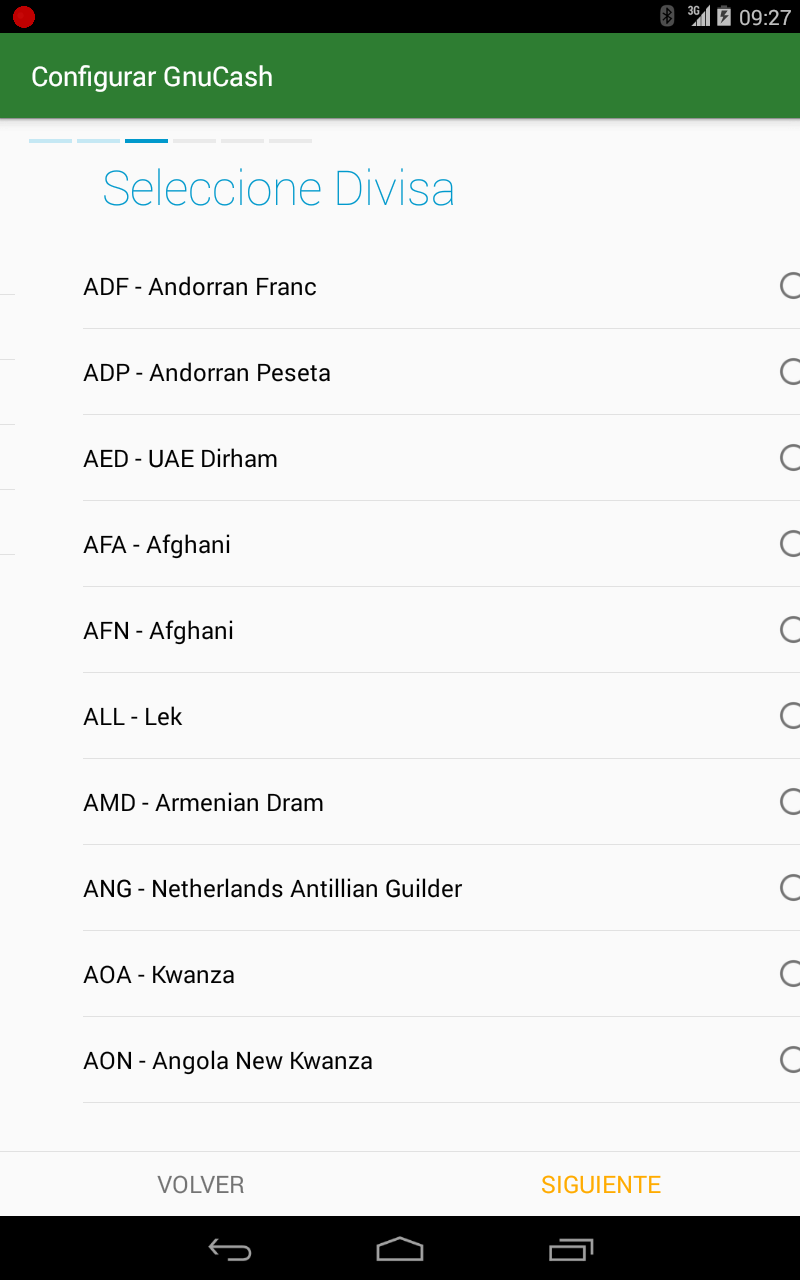 3G 09:27
Configurar GnuCash
Seleccione Divisa
ADF - Andorran Franc
ADP - Andorran Peseta
AED - UAE Dirham
AFA - Afghani
AFN - Afghani
ALL - Lek
AMD - Armenian Dram
ANG - Netherlands Antillian Guilder
AOA - Kwanza
AON - Angola New Kwanza
VOLVER SIGUIENTE